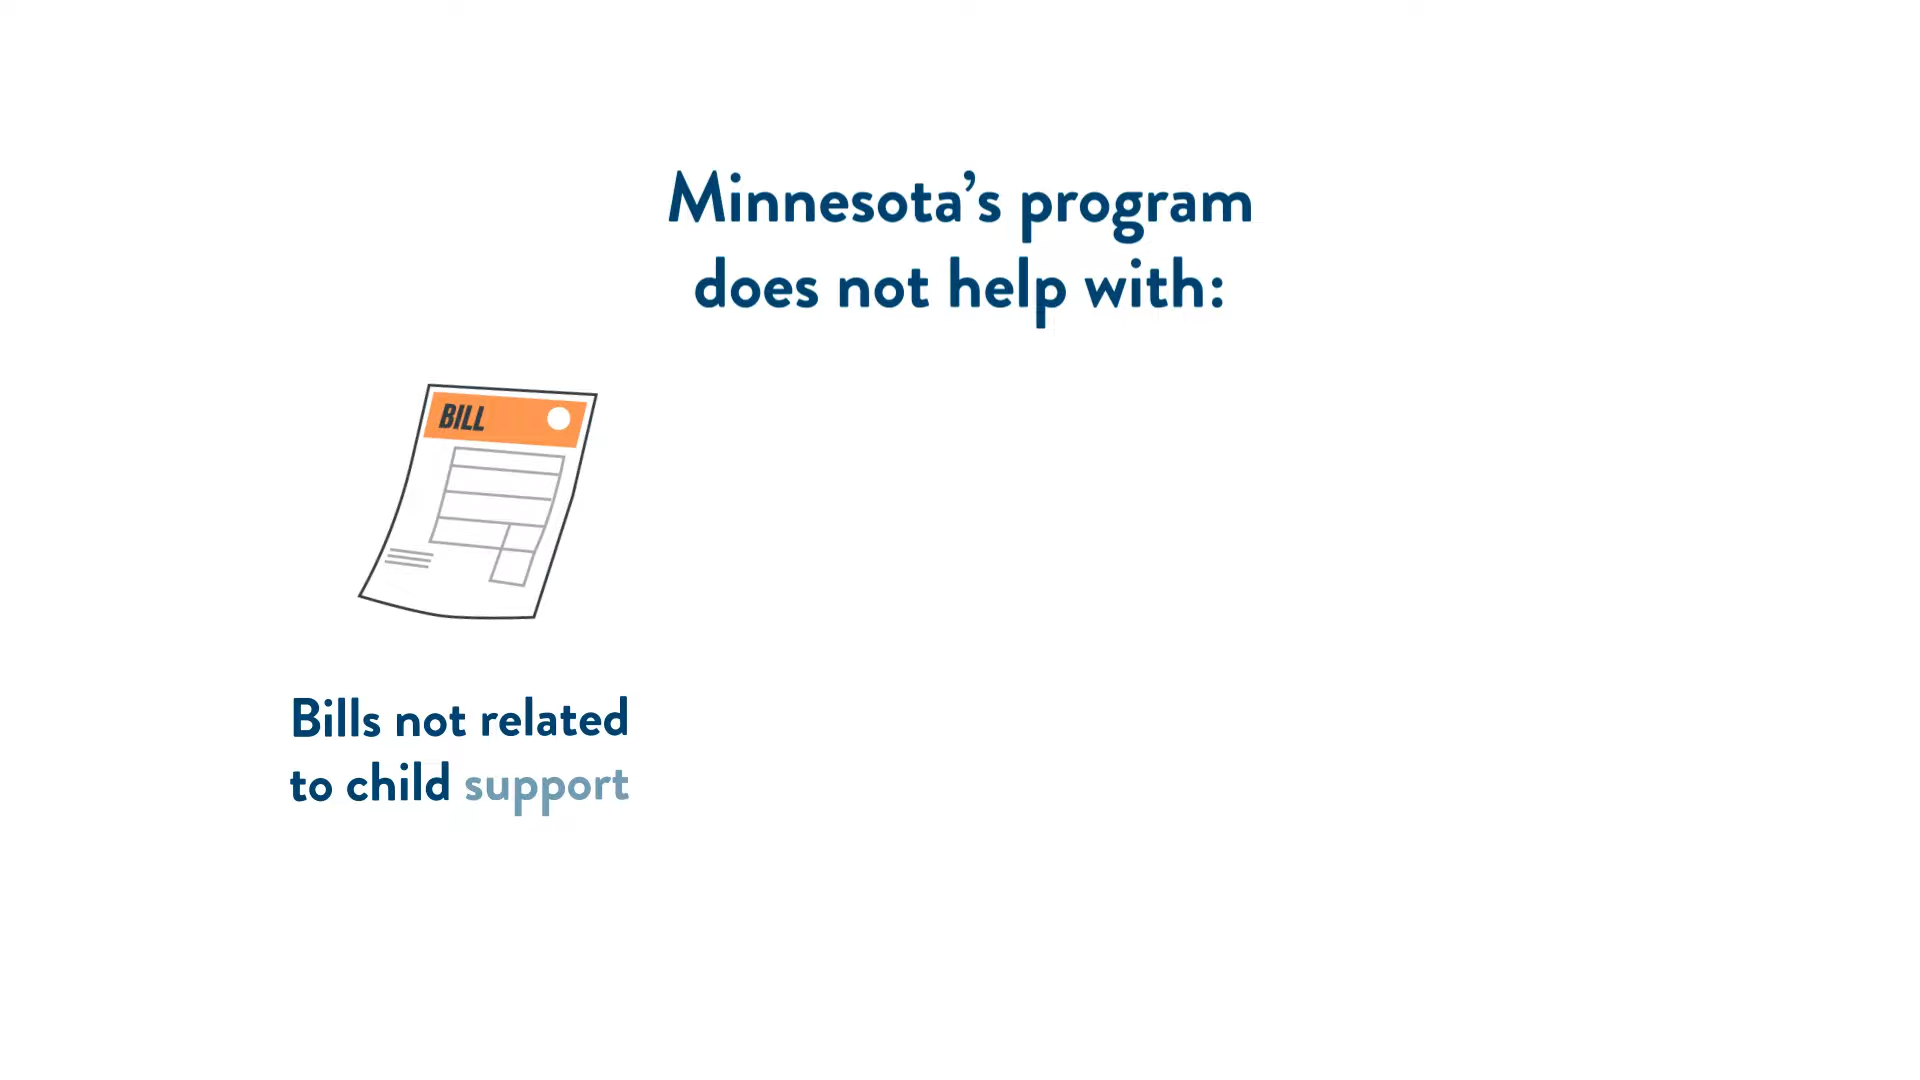 Minnesota’s program
does not help with:
BILL
Bills not related
to child support